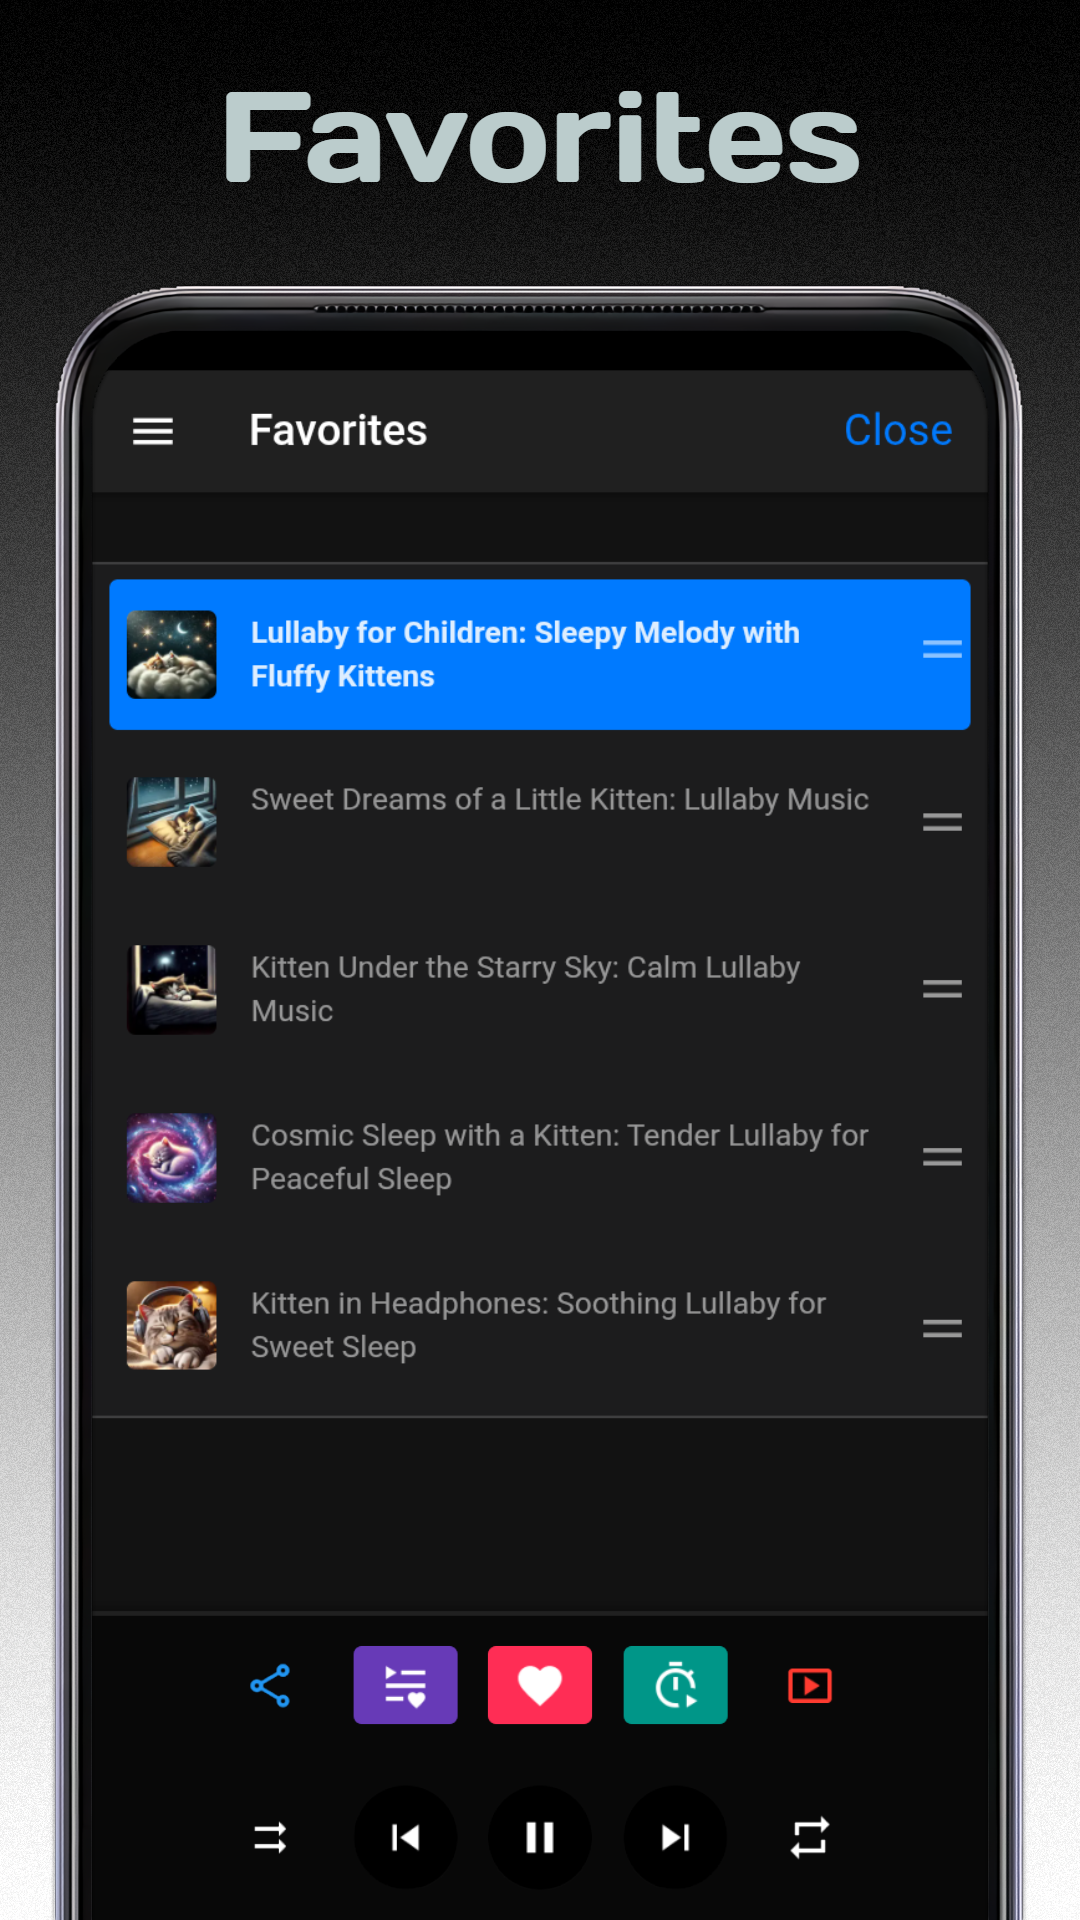 Favorites
Favorites
Close
Lullaby for Children: Sleepy Melody with
Fluffy Kittens
Sweet Dreams of a Little Kitten: Lullaby Music
Kitten Under the Starry Sky: Calm Lullaby
Music
Cosmic Sleep with a Kitten: Tender Lullaby for
Peaceful Sleep
Kitten in Headphones: Soothing Lullaby for
Sweet Sleep